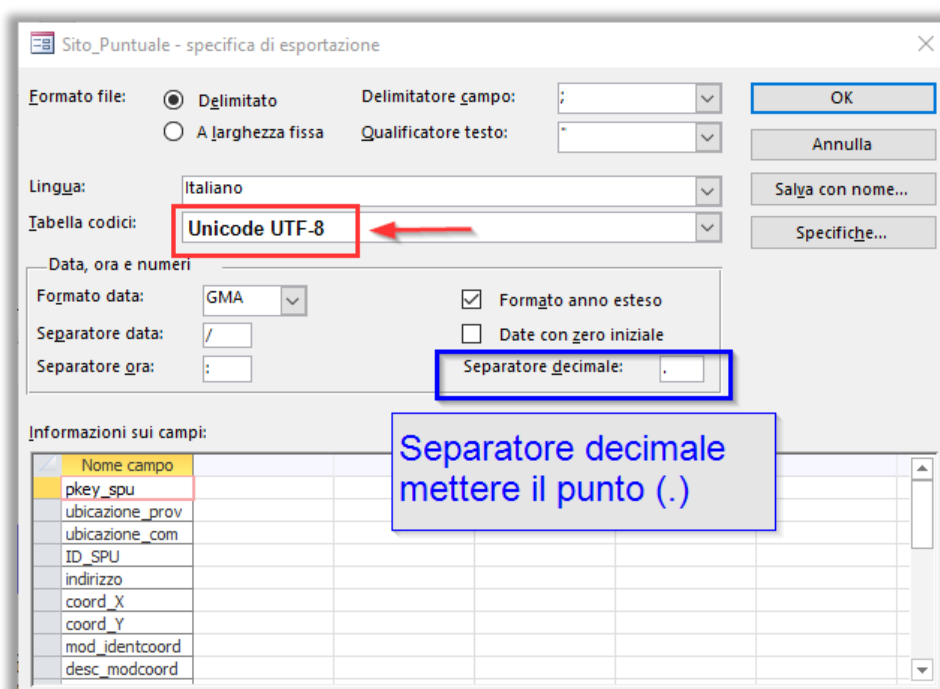 Sito_Puntuale - specifica di esportazione
Formato file:
Delimitato
Delimitatore campo:
;
OK
A larghezza fissa
Qualificatore testo:
"
Annulla
Lingua:
Italiano
Salva con nome...
Tabella codici:
Unicode UTF-8
Specifiche...
Data, ora e numeri
Formato data:
GMA
Formato anno esteso
Separatore data:
/
Date con zero iniziale
Separatore ora:
:
Separatore decimale:
.
Informazioni sui campi:
Separatore decimale
mettere il punto (.)
Nome campo
pkey_spu
ubicazione_prov
ubicazione_com
ID_SPU
indirizzo
coord_X
coord_Y
mod_identcoord
desc_modcoord